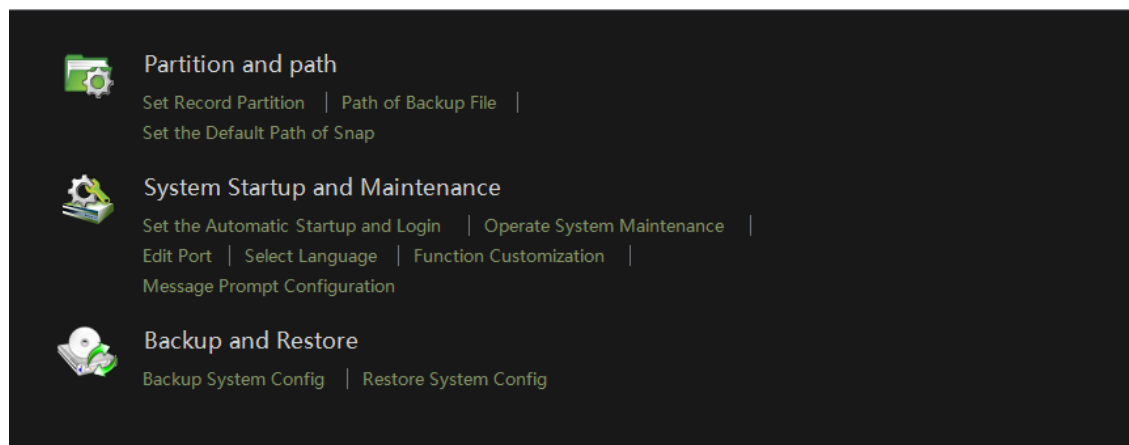 Partition and path
Set Record Partition | Path of Backup File |
Set the Default Path of Snap
System Startup and Maintenance
Set the Automatic Startup and Login | Operate System Maintenance |
Edit Port | Select Language | Function Customization |
Message Prompt Configuration
Backup and Restore
Backup System Config | Restore System Config